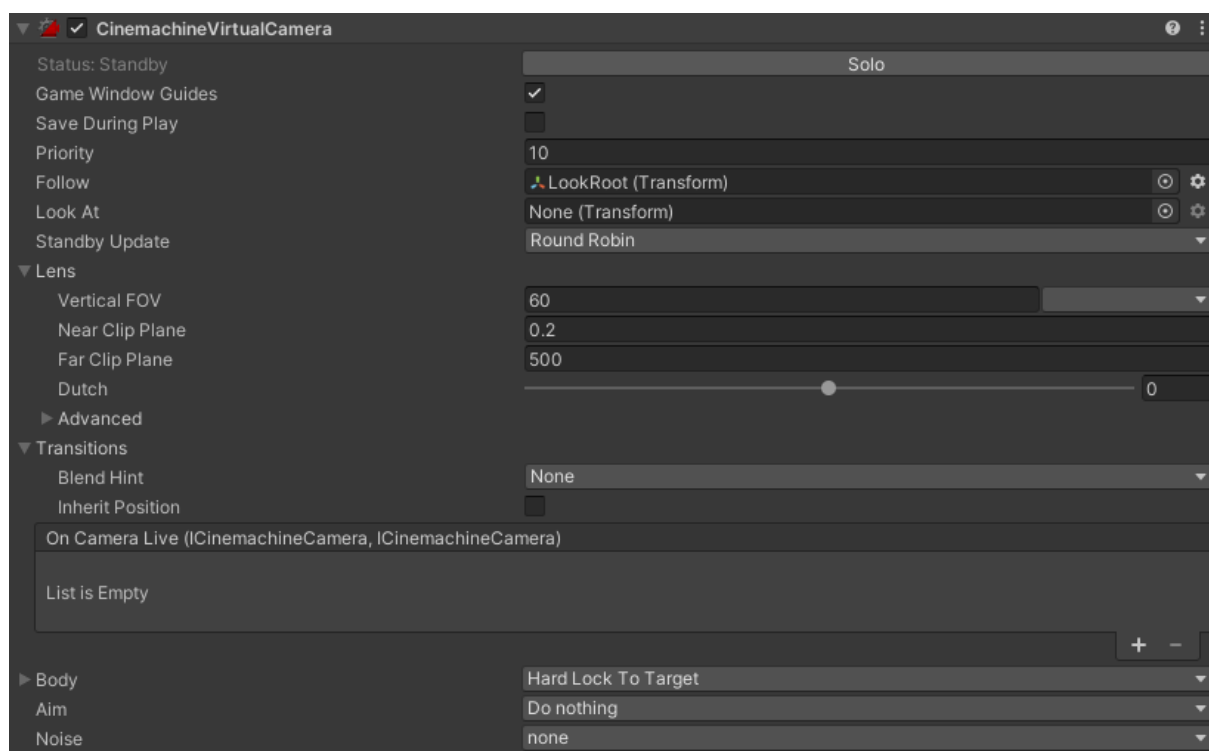 CinemachineVirtualCamera
Status: Standby Solo
Game Window Guides
Save During Play
Priority 10
Follow LookRoot (Transform)
Look At None (Transform)
Standby Update Round Robin
Lens
Vertical FOV 60
Near Clip Plane 0.2
Far Clip Plane 500
Dutch 0
Advanced
Transitions
Blend Hint None
Inherit Position
On Camera Live (ICinemachineCamera, ICinemachineCamera)
List is Empty
+ −
Body Hard Lock To Target
Aim Do nothing
Noise none